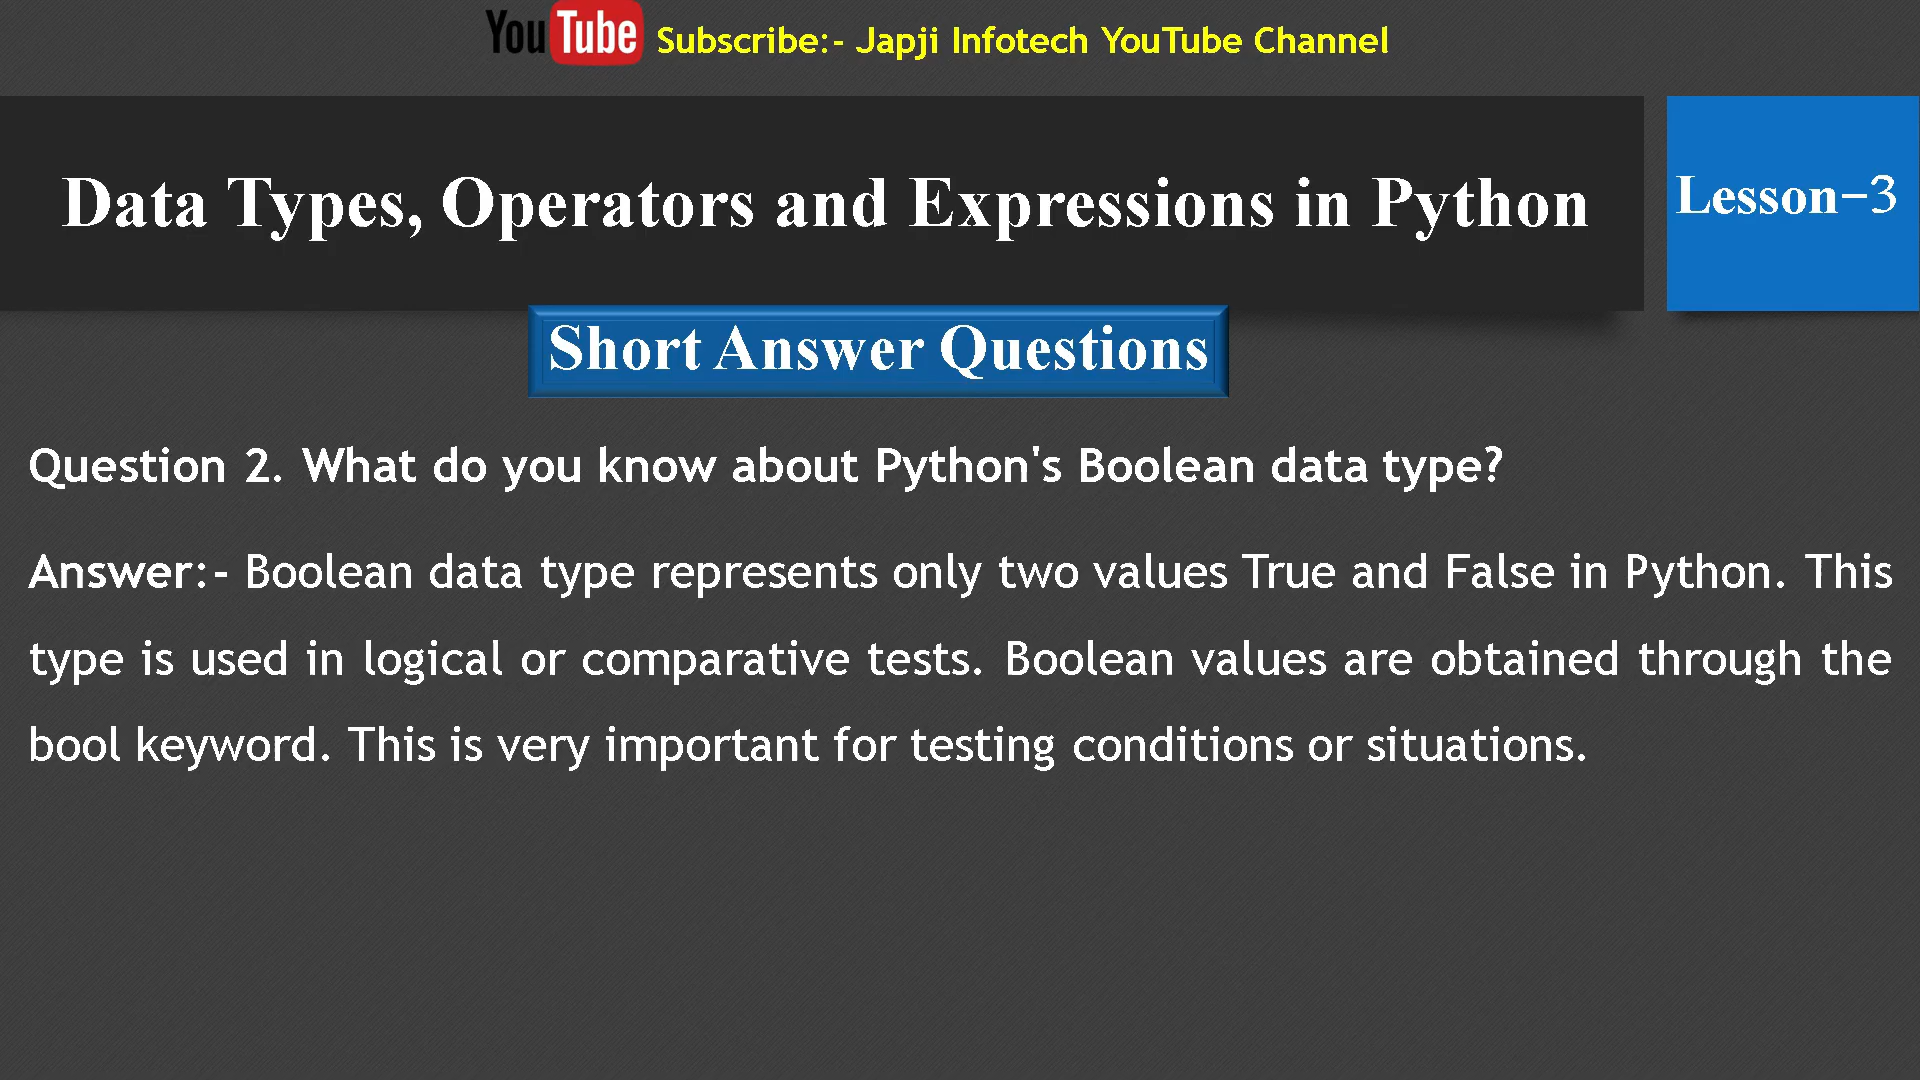 YouTube Subscribe:- Japji Infotech YouTube Channel
Data Types, Operators and Expressions in Python
Lesson-3
Short Answer Questions
Question 2. What do you know about Python's Boolean data type?
Answer:- Boolean data type represents only two values True and False in Python. This
type is used in logical or comparative tests. Boolean values are obtained through the
bool keyword. This is very important for testing conditions or situations.